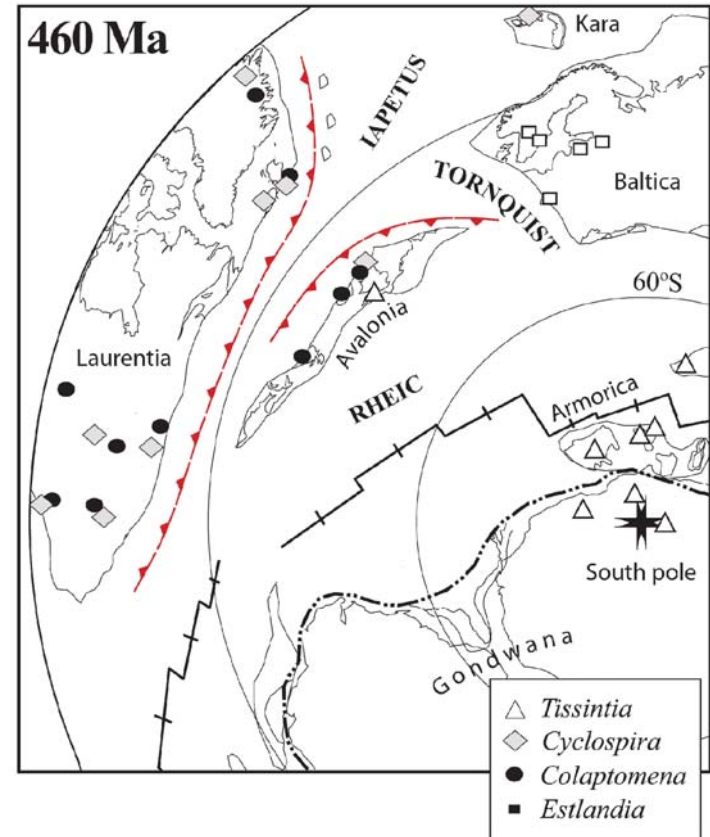 460 Ma
Kara
IAPETUS
Baltica
TORNQUIST
60°S
Avalonia
Laurentia
RHEIC
Armorica
South pole
Gondwana
Tissintia
Cyclospira
Colaptomena
Estlandia